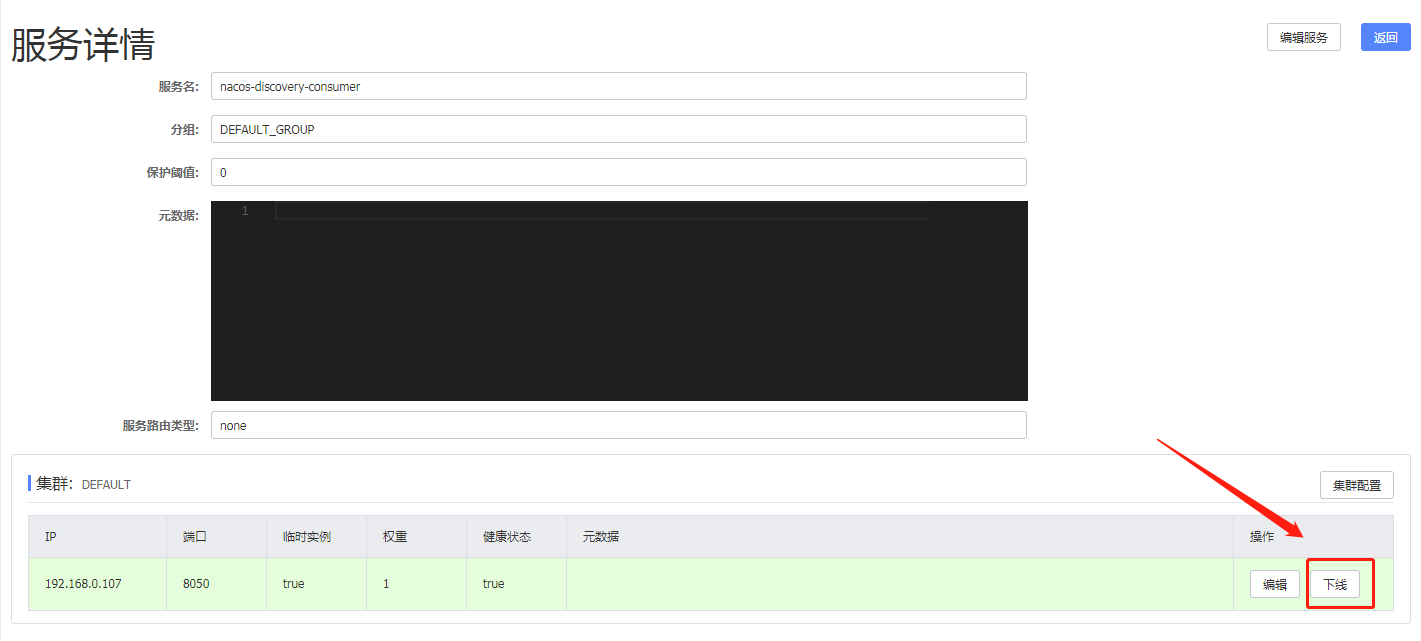 服务详情
编辑服务
返回
服务名: nacos-discovery-consumer
分组: DEFAULT_GROUP
保护阈值: 0
元数据: 1
服务路由类型: none
集群: DEFAULT
集群配置
IP 端口 临时实例 权重 健康状态 元数据 操作
192.168.0.107 8050 true 1 true 编辑 下线